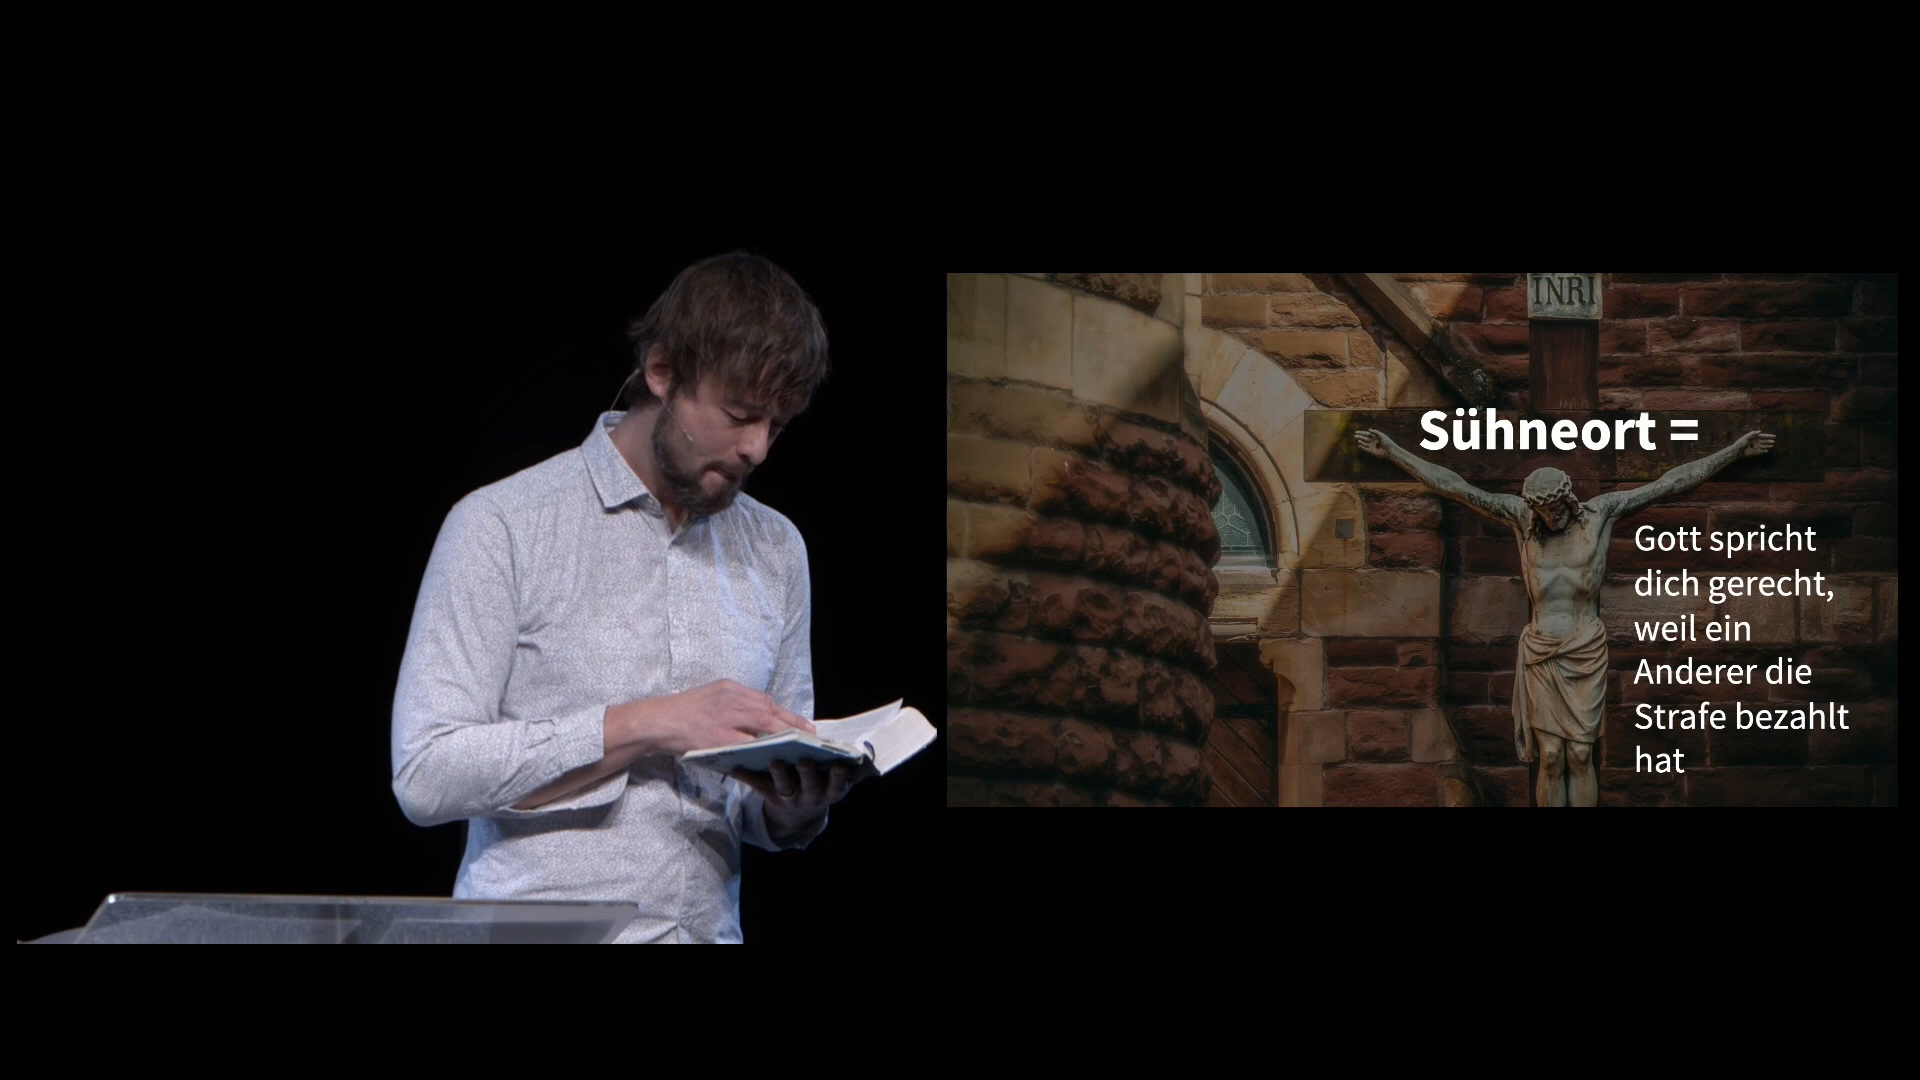 INRI
Sühneort =
Gott spricht
dich gerecht,
weil ein
Anderer die
Strafe bezahlt
hat